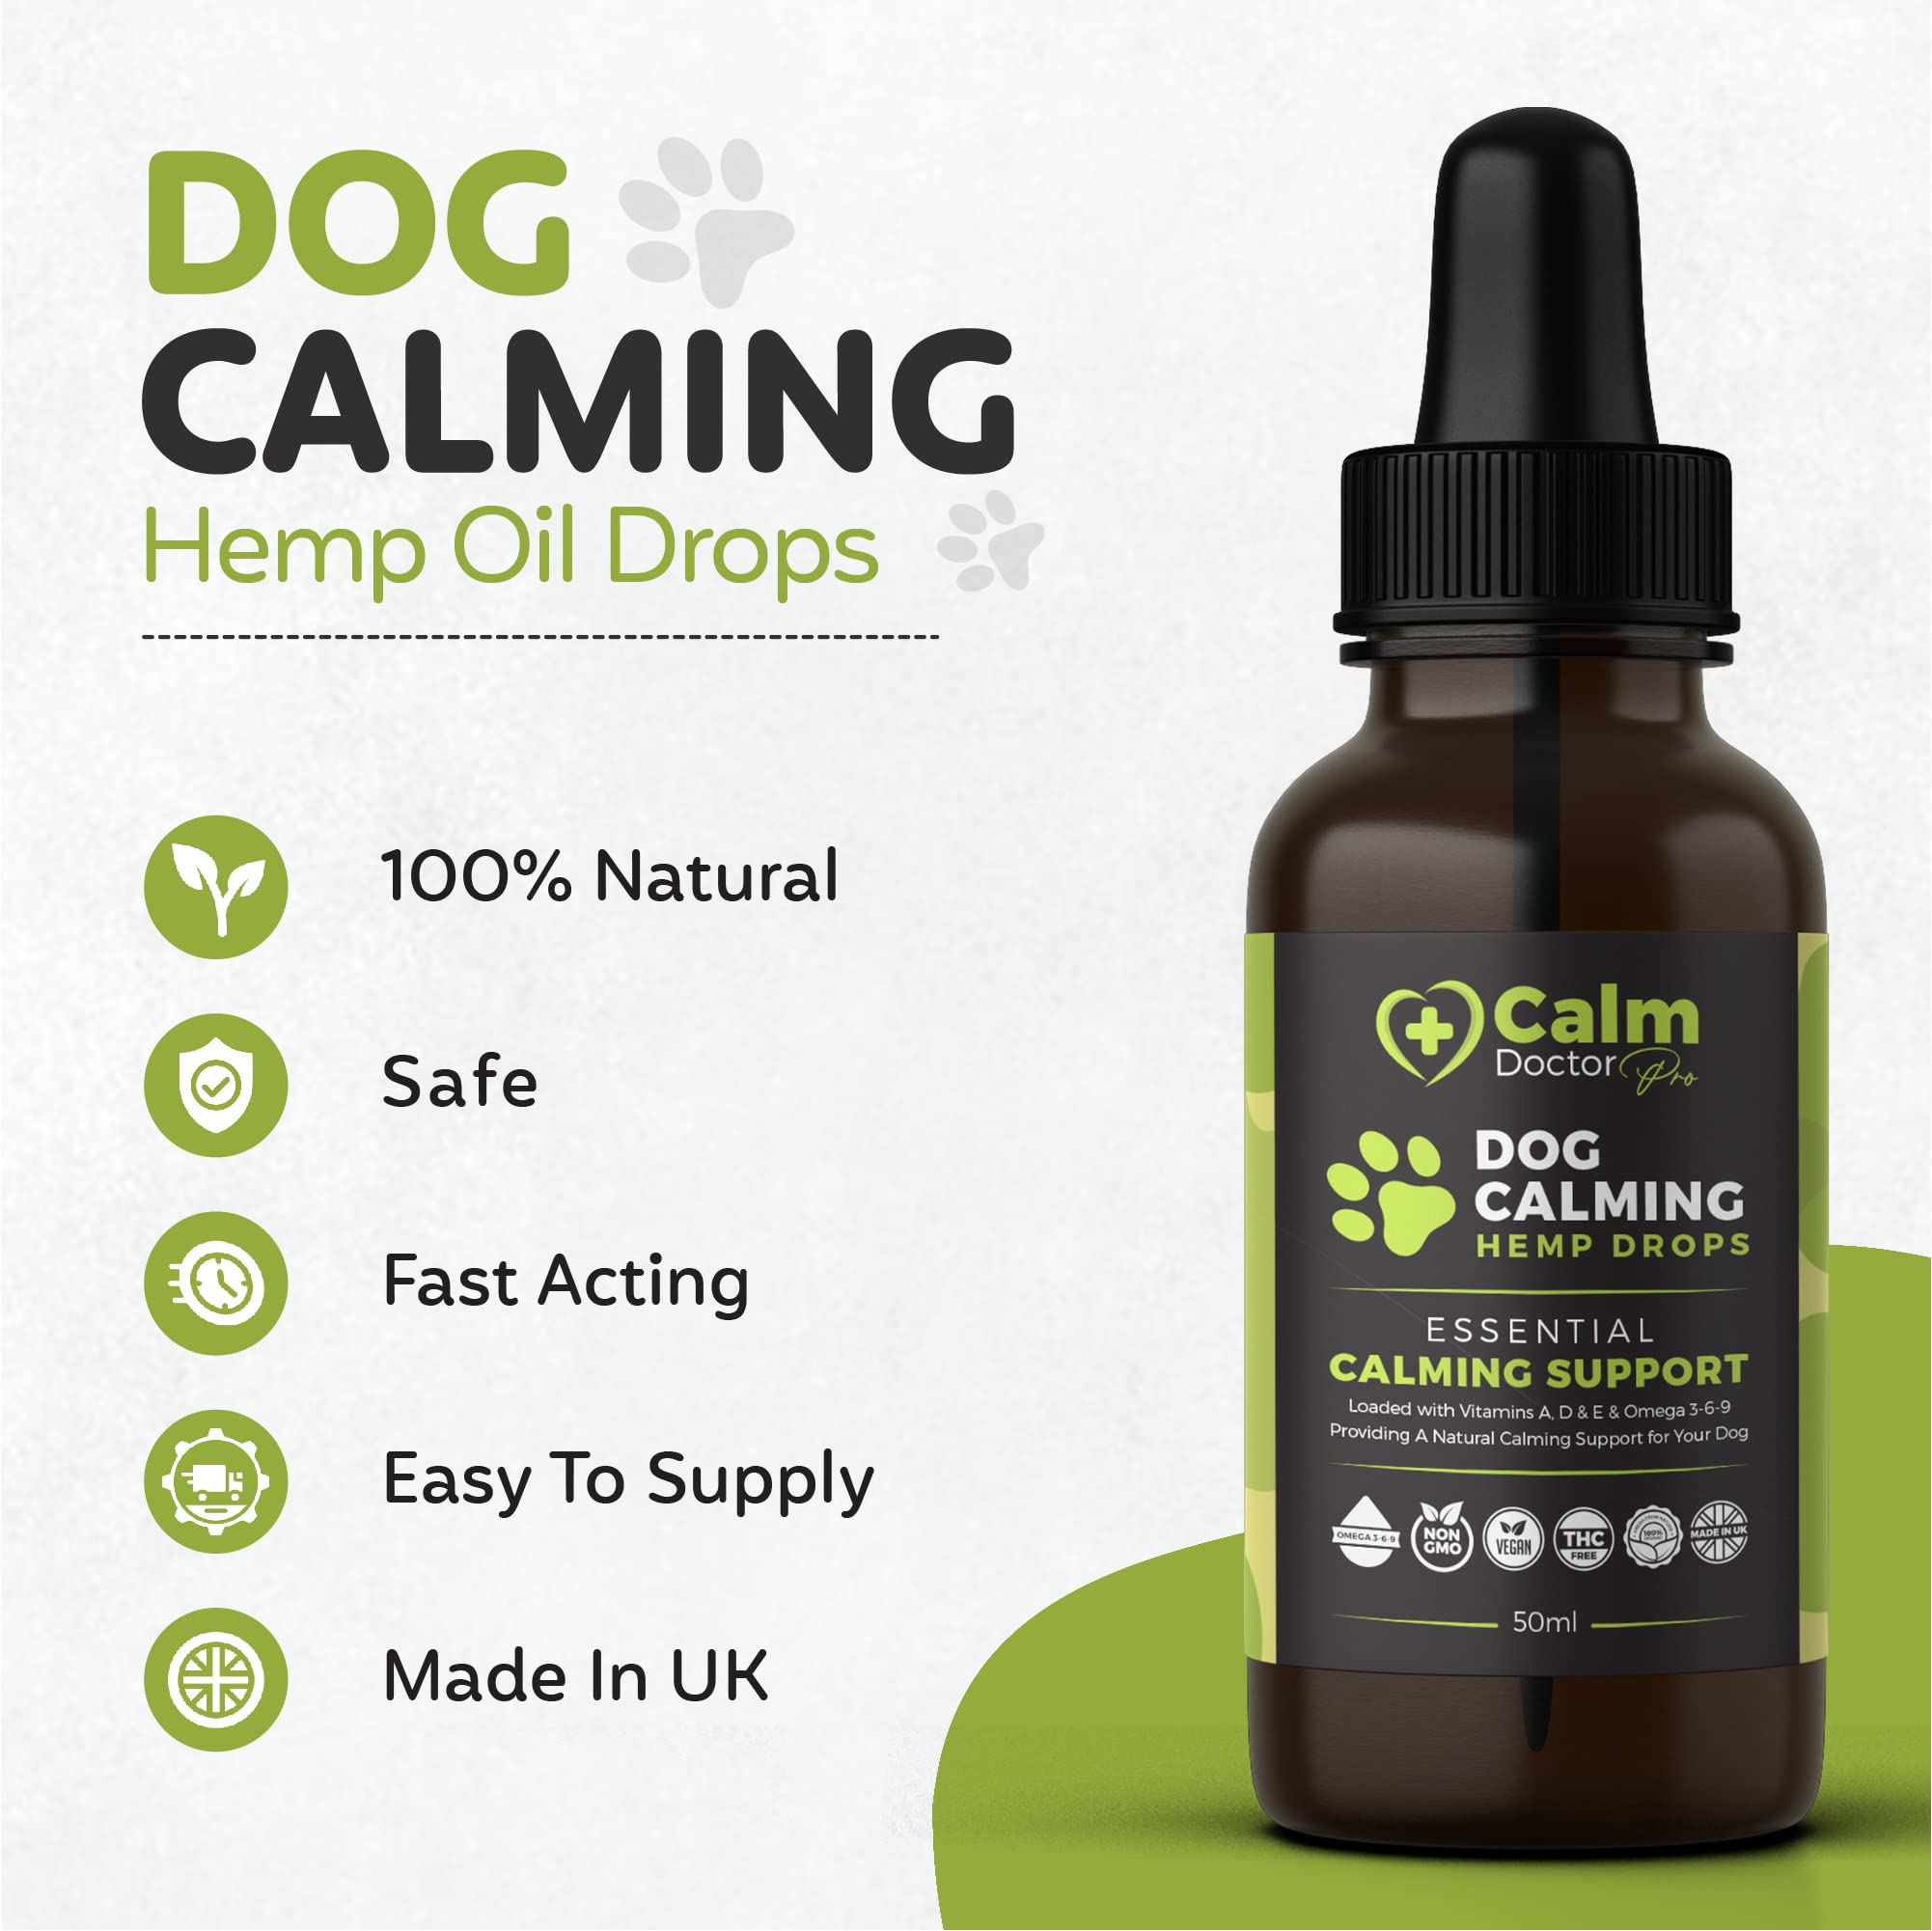 DOG
CALMING
Hemp Oil Drops
100% Natural
Safe
Fast Acting
Easy To Supply
Made In UK
Calm
Doctor Pro
DOG
CALMING
HEMP DROPS
ESSENTIAL
CALMING SUPPORT
Loaded with Vitamins A, D & E & Omega 3-6-9
Providing A Natural Calming Support for Your Dog
OMEGA 3-6-9
NON
GMO
VEGAN
THC
FREE
100%
MADE IN UK
50ml